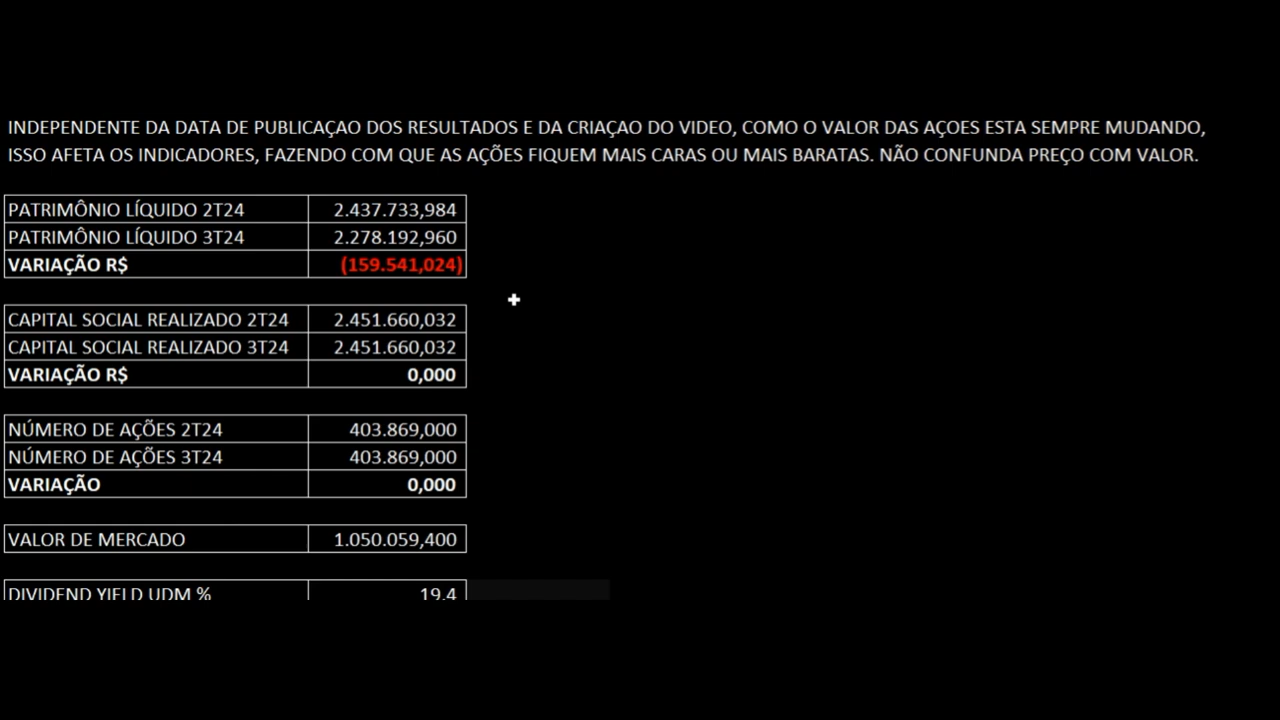 INDEPENDENTE DA DATA DE PUBLICAÇAO DOS RESULTADOS E DA CRIAÇAO DO VIDEO, COMO O VALOR DAS AÇOES ESTA SEMPRE MUDANDO,
ISSO AFETA OS INDICADORES, FAZENDO COM QUE AS AÇÕES FIQUEM MAIS CARAS OU MAIS BARATAS. NÃO CONFUNDA PREÇO COM VALOR.
PATRIMÔNIO LÍQUIDO 2T24 2.437.733,984
PATRIMÔNIO LÍQUIDO 3T24 2.278.192,960
VARIAÇÃO R$ (159.541,024)
CAPITAL SOCIAL REALIZADO 2T24 2.451.660,032
CAPITAL SOCIAL REALIZADO 3T24 2.451.660,032
VARIAÇÃO R$ 0,000
NÚMERO DE AÇÕES 2T24 403.869,000
NÚMERO DE AÇÕES 3T24 403.869,000
VARIAÇÃO 0,000
VALOR DE MERCADO 1.050.059,400
DIVIDEND YIELD UDM % 19,4